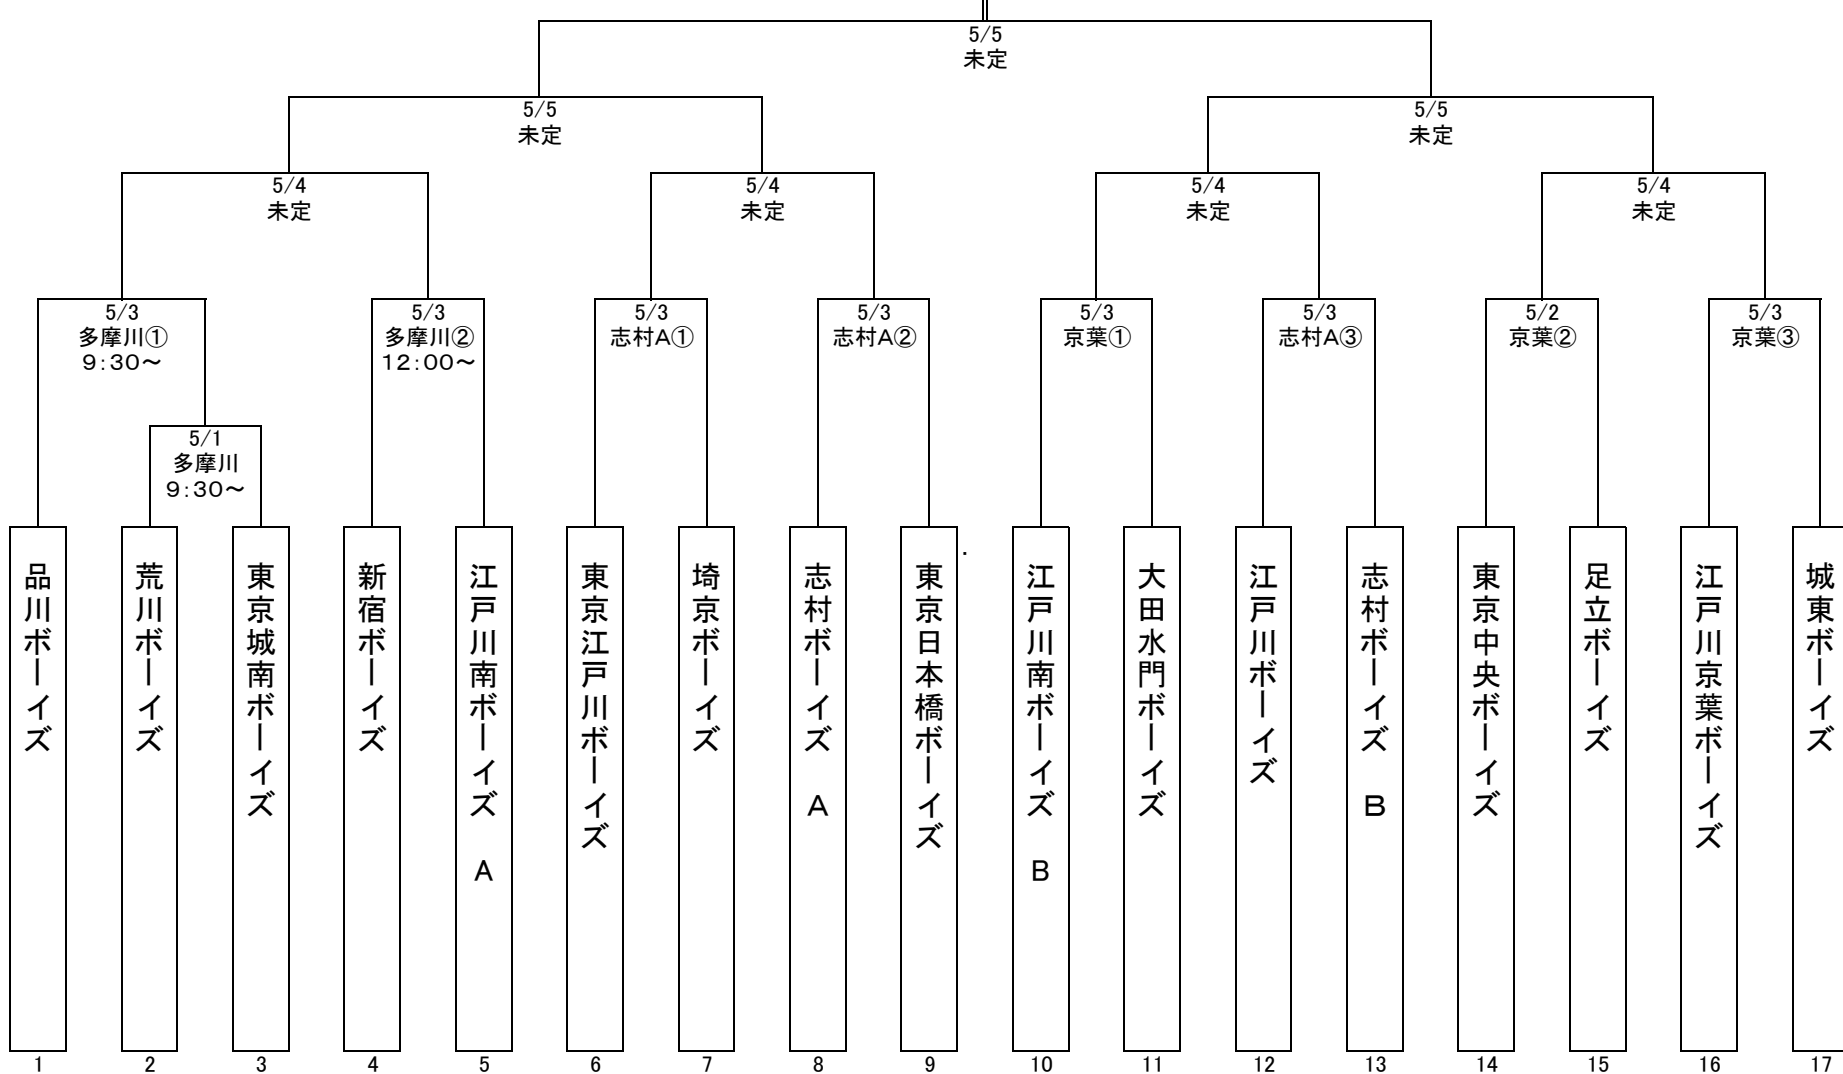 5/5
未定
5/5
未定
5/5
未定
5/4
未定
5/4
未定
5/4
未定
5/4
未定
5/3
多摩川①
9:30～
5/3
多摩川②
12:00～
5/3
志村A①
5/3
志村A②
5/3
京葉①
5/3
志村A③
5/2
京葉②
5/3
京葉③
5/1
多摩川
9:30～
品川ボーイズ
荒川ボーイズ
東京城南ボーイズ
新宿ボーイズ
江戸川南ボーイズ　A
東京江戸川ボーイズ
埼京ボーイズ
志村ボーイズ　A
東京日本橋ボーイズ
.
江戸川南ボーイズ　B
大田水門ボーイズ
江戸川ボーイズ
志村ボーイズ　B
東京中央ボーイズ
足立ボーイズ
江戸川京葉ボーイズ
城東ボーイズ
1
2
3
4
5
6
7
8
9
10
11
12
13
14
15
16
17